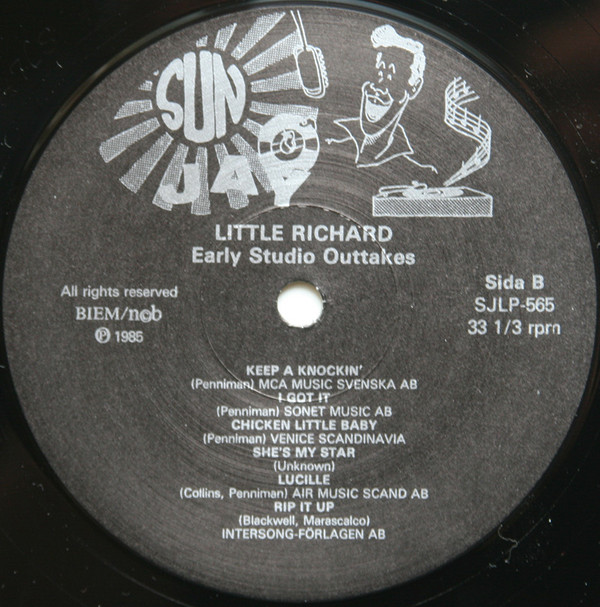 SUN
JAY
LITTLE RICHARD
Early Studio Outtakes
All rights reserved
BIEM/n©b
Ⓟ 1985
Sida B
SJLP-565
33 1/3 rpm
KEEP A KNOCKIN'
(Penniman) MCA MUSIC SVENSKA AB
I GOT IT
(Penniman) SONET MUSIC AB
CHICKEN LITTLE BABY
(Penniman) VENICE SCANDINAVIA
SHE'S MY STAR
(Unknown)
LUCILLE
(Collins, Penniman) AIR MUSIC SCAND AB
RIP IT UP
(Blackwell, Marascalco)
INTERSONG-FÖRLAGEN AB